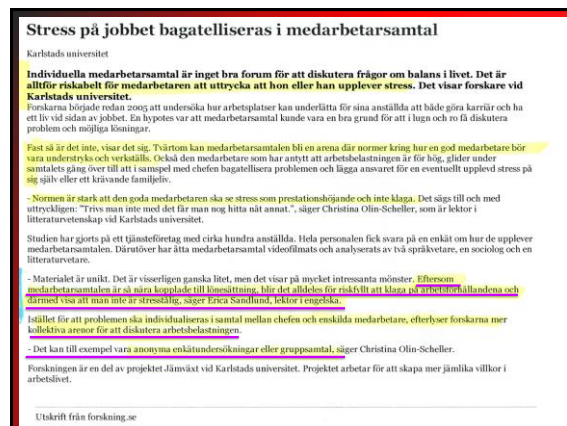 Stress på jobbet bagatelliseras i medarbetarsamtal
Karlstads universitet
Individuella medarbetarsamtal är inget bra forum för att diskutera frågor om balans i livet. Det är
alltför riskabelt för medarbetaren att uttrycka att hon eller han upplever stress. Det visar forskare vid
Karlstads universitet.
Forskarna började redan 2005 att undersöka hur arbetsplatser kan underlätta för sina anställda att både göra karriär och ha
ett liv vid sidan av jobbet. En hypotes var att medarbetarsamtal kunde vara en bra grund för att i lugn och ro få diskutera
problem och möjliga lösningar.
Fast så är det inte, visar det sig. Tvärtom kan medarbetarsamtalen bli en arena där normer kring hur en god medarbetare bör
vara understryks och verkställs. Också den medarbetare som har antytt att arbetsbelastningen är för hög, glider under
samtalets gång över till att i samspel med chefen bagatellisera problemen och lägga ansvaret för en eventuellt upplevd stress på
sig själv eller ett krävande familjeliv.
- Normen är stark att den goda medarbetaren ska se stress som prestationshöjande och inte klaga. Det sägs till och med
uttryckligen: "Trivs man inte med det får man nog hitta nåt annat.", säger Christina Olin-Scheller, som är lektor i
litteraturvetenskap vid Karlstads universitet.
Studien har gjorts på ett tjänsteföretag med cirka hundra anställda. Hela personalen fick svara på en enkät om hur de upplever
medarbetarsamtalen. Därutöver har åtta medarbetarsamtal videofilmats och analyserats av två språkvetare, en sociolog och en
litteraturvetare.
- Materialet är unikt. Det är visserligen ganska litet, men det visar på mycket intressanta mönster. Eftersom
medarbetarsamtalen är så nära kopplade till lönesättning, blir det alldeles för riskfyllt att klaga på arbetsförhållandena och
därmed visa att man inte är stresstålig, säger Erica Sandlund, lektor i engelska.
Istället för att problemen ska individualiseras i samtal mellan chefen och enskilda medarbetare, efterlyser forskarna mer
kollektiva arenor för att diskutera arbetsbelastningen.
- Det kan till exempel vara anonyma enkätundersökningar eller gruppsamtal, säger Christina Olin-Scheller.
Forskningen är en del av projektet Jämväxt vid Karlstads universitet. Projektet arbetar för att skapa mer jämlika villkor i
arbetslivet.
Utskrift från forskning.se